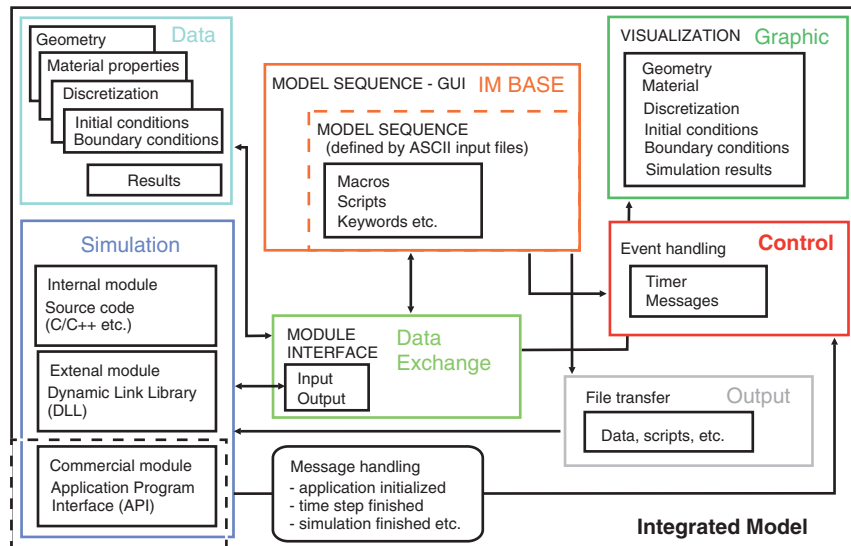 Data
Geometry
Material properties
Discretization
Initial conditions
Boundary conditions
Results
MODEL SEQUENCE - GUI IM BASE
MODEL SEQUENCE
(defined by ASCII input files)
Macros
Scripts
Keywords etc.
VISUALIZATION Graphic
Geometry
Material
Discretization
Initial conditions
Boundary conditions
Simulation results
Simulation
Internal module
Source code
(C/C++ etc.)
Extenal module
Dynamic Link Library
(DLL)
Commercial module
Application Program
Interface (API)
MODULE
INTERFACE
Data
Exchange
Input
Output
Control
Event handling
Timer
Messages
Output
File transfer
Data, scripts, etc.
Message handling
- application initialized
- time step finished
- simulation finished etc.
Integrated Model